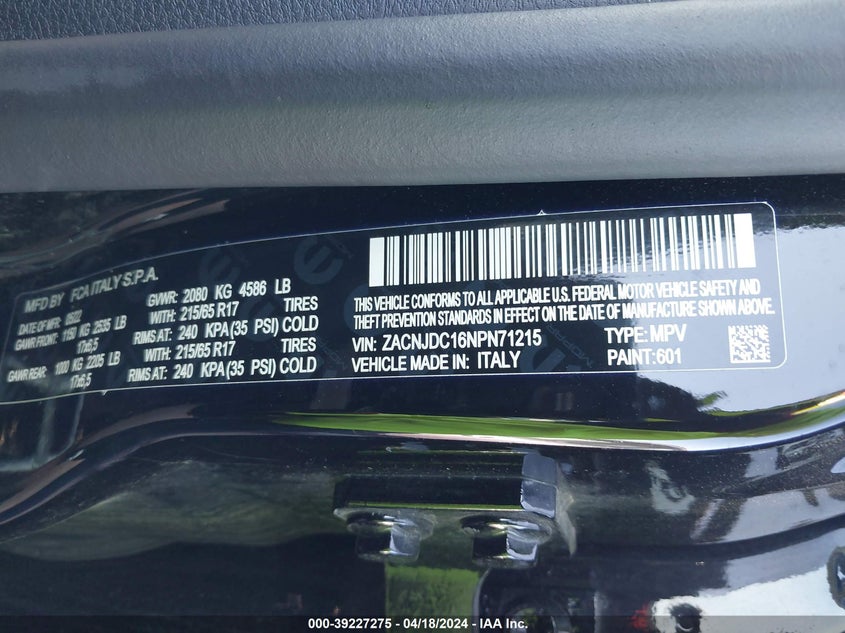 MFD BY FCA ITALY S.P.A.
DATE OF MFR 0622 GVWR: 2080 KG 4586 LB
GAWR FRONT: 1150 KG 2535 LB WITH: 215/65 R17 TIRES
17x6,5 RIMS AT: 240 KPA(35 PSI) COLD
GAWR REAR: 1000 KG 2205 LB WITH: 215/65 R17 TIRES
17x6,5 RIMS AT: 240 KPA(35 PSI) COLD
THIS VEHICLE CONFORMS TO ALL APPLICABLE U.S. FEDERAL MOTOR VEHICLE SAFETY AND
THEFT PREVENTION STANDARDS IN EFFECT ON THE DATE OF MANUFACTURE SHOWN ABOVE.
VIN: ZACNJDC16NPN71215 TYPE: MPV
VEHICLE MADE IN: ITALY PAINT: 601
000-39227275 / 04/18/2024 - IAA Inc.